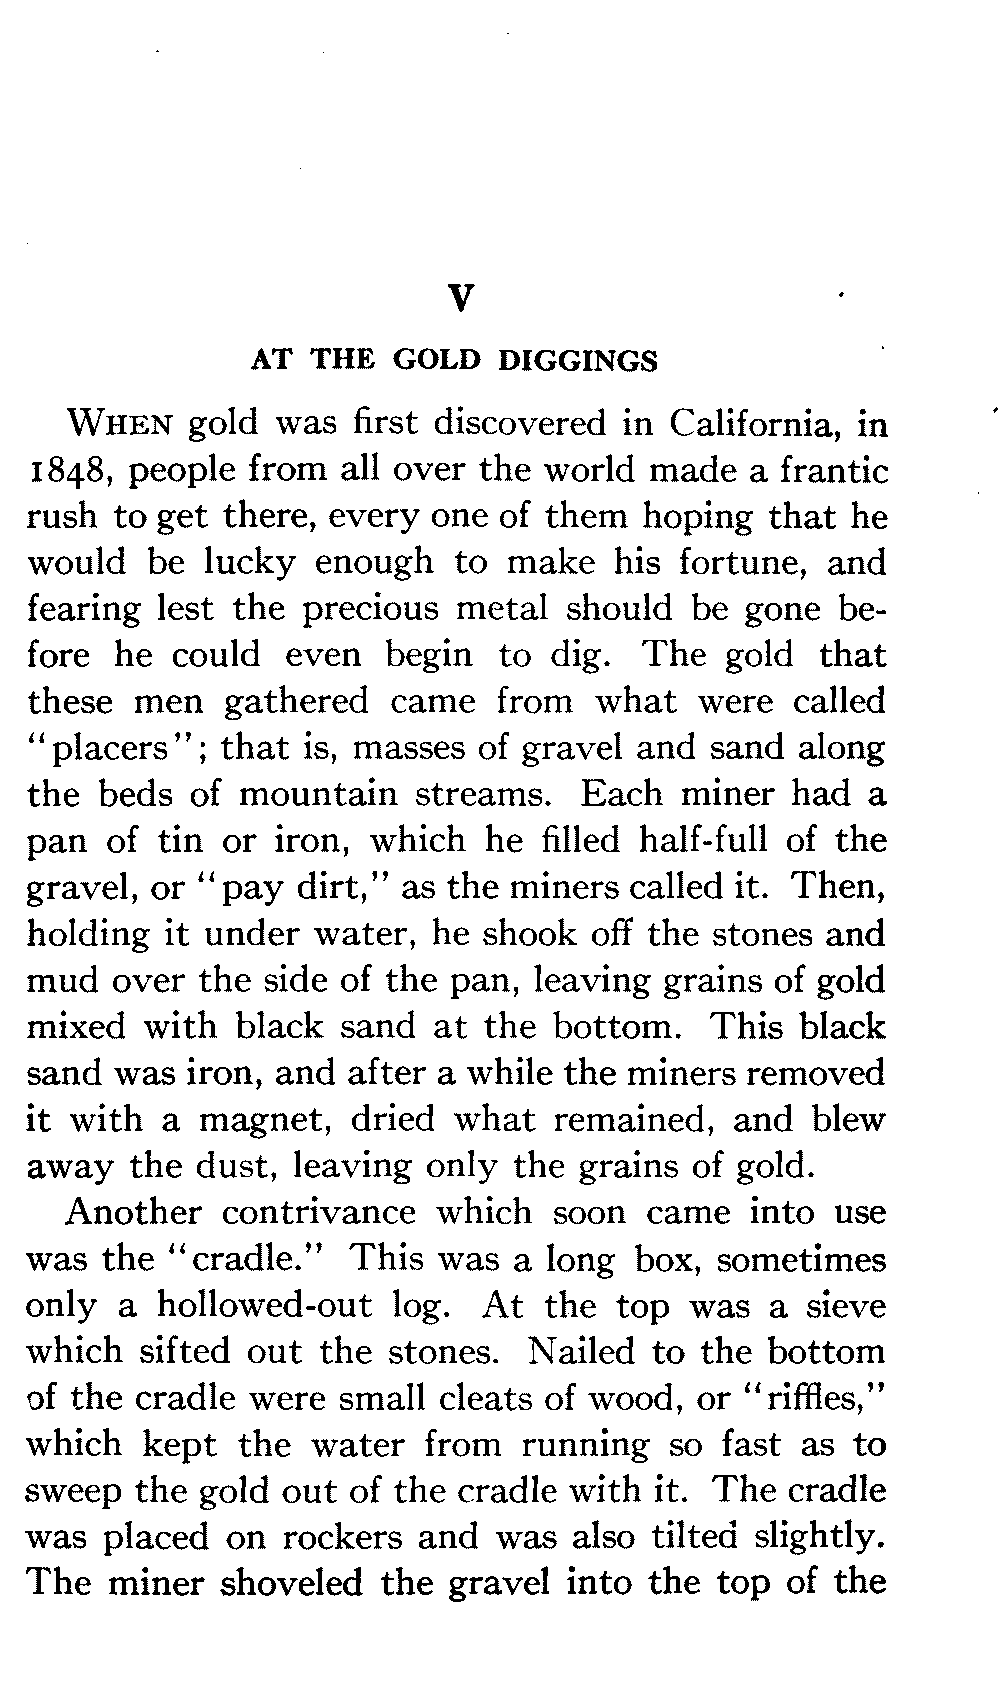 V
AT THE GOLD DIGGINGS
WHEN gold was first discovered in California, in
1848, people from all over the world made a frantic
rush to get there, every one of them hoping that he
would be lucky enough to make his fortune, and
fearing lest the precious metal should be gone be-
fore he could even begin to dig. The gold that
these men gathered came from what were called
"placers"; that is, masses of gravel and sand along
the beds of mountain streams. Each miner had a
pan of tin or iron, which he filled half-full of the
gravel, or "pay dirt," as the miners called it. Then,
holding it under water, he shook off the stones and
mud over the side of the pan, leaving grains of gold
mixed with black sand at the bottom. This black
sand was iron, and after a while the miners removed
it with a magnet, dried what remained, and blew
away the dust, leaving only the grains of gold.
Another contrivance which soon came into use
was the "cradle." This was a long box, sometimes
only a hollowed-out log. At the top was a sieve
which sifted out the stones. Nailed to the bottom
of the cradle were small cleats of wood, or "riffles,"
which kept the water from running so fast as to
sweep the gold out of the cradle with it. The cradle
was placed on rockers and was also tilted slightly.
The miner shoveled the gravel into the top of the